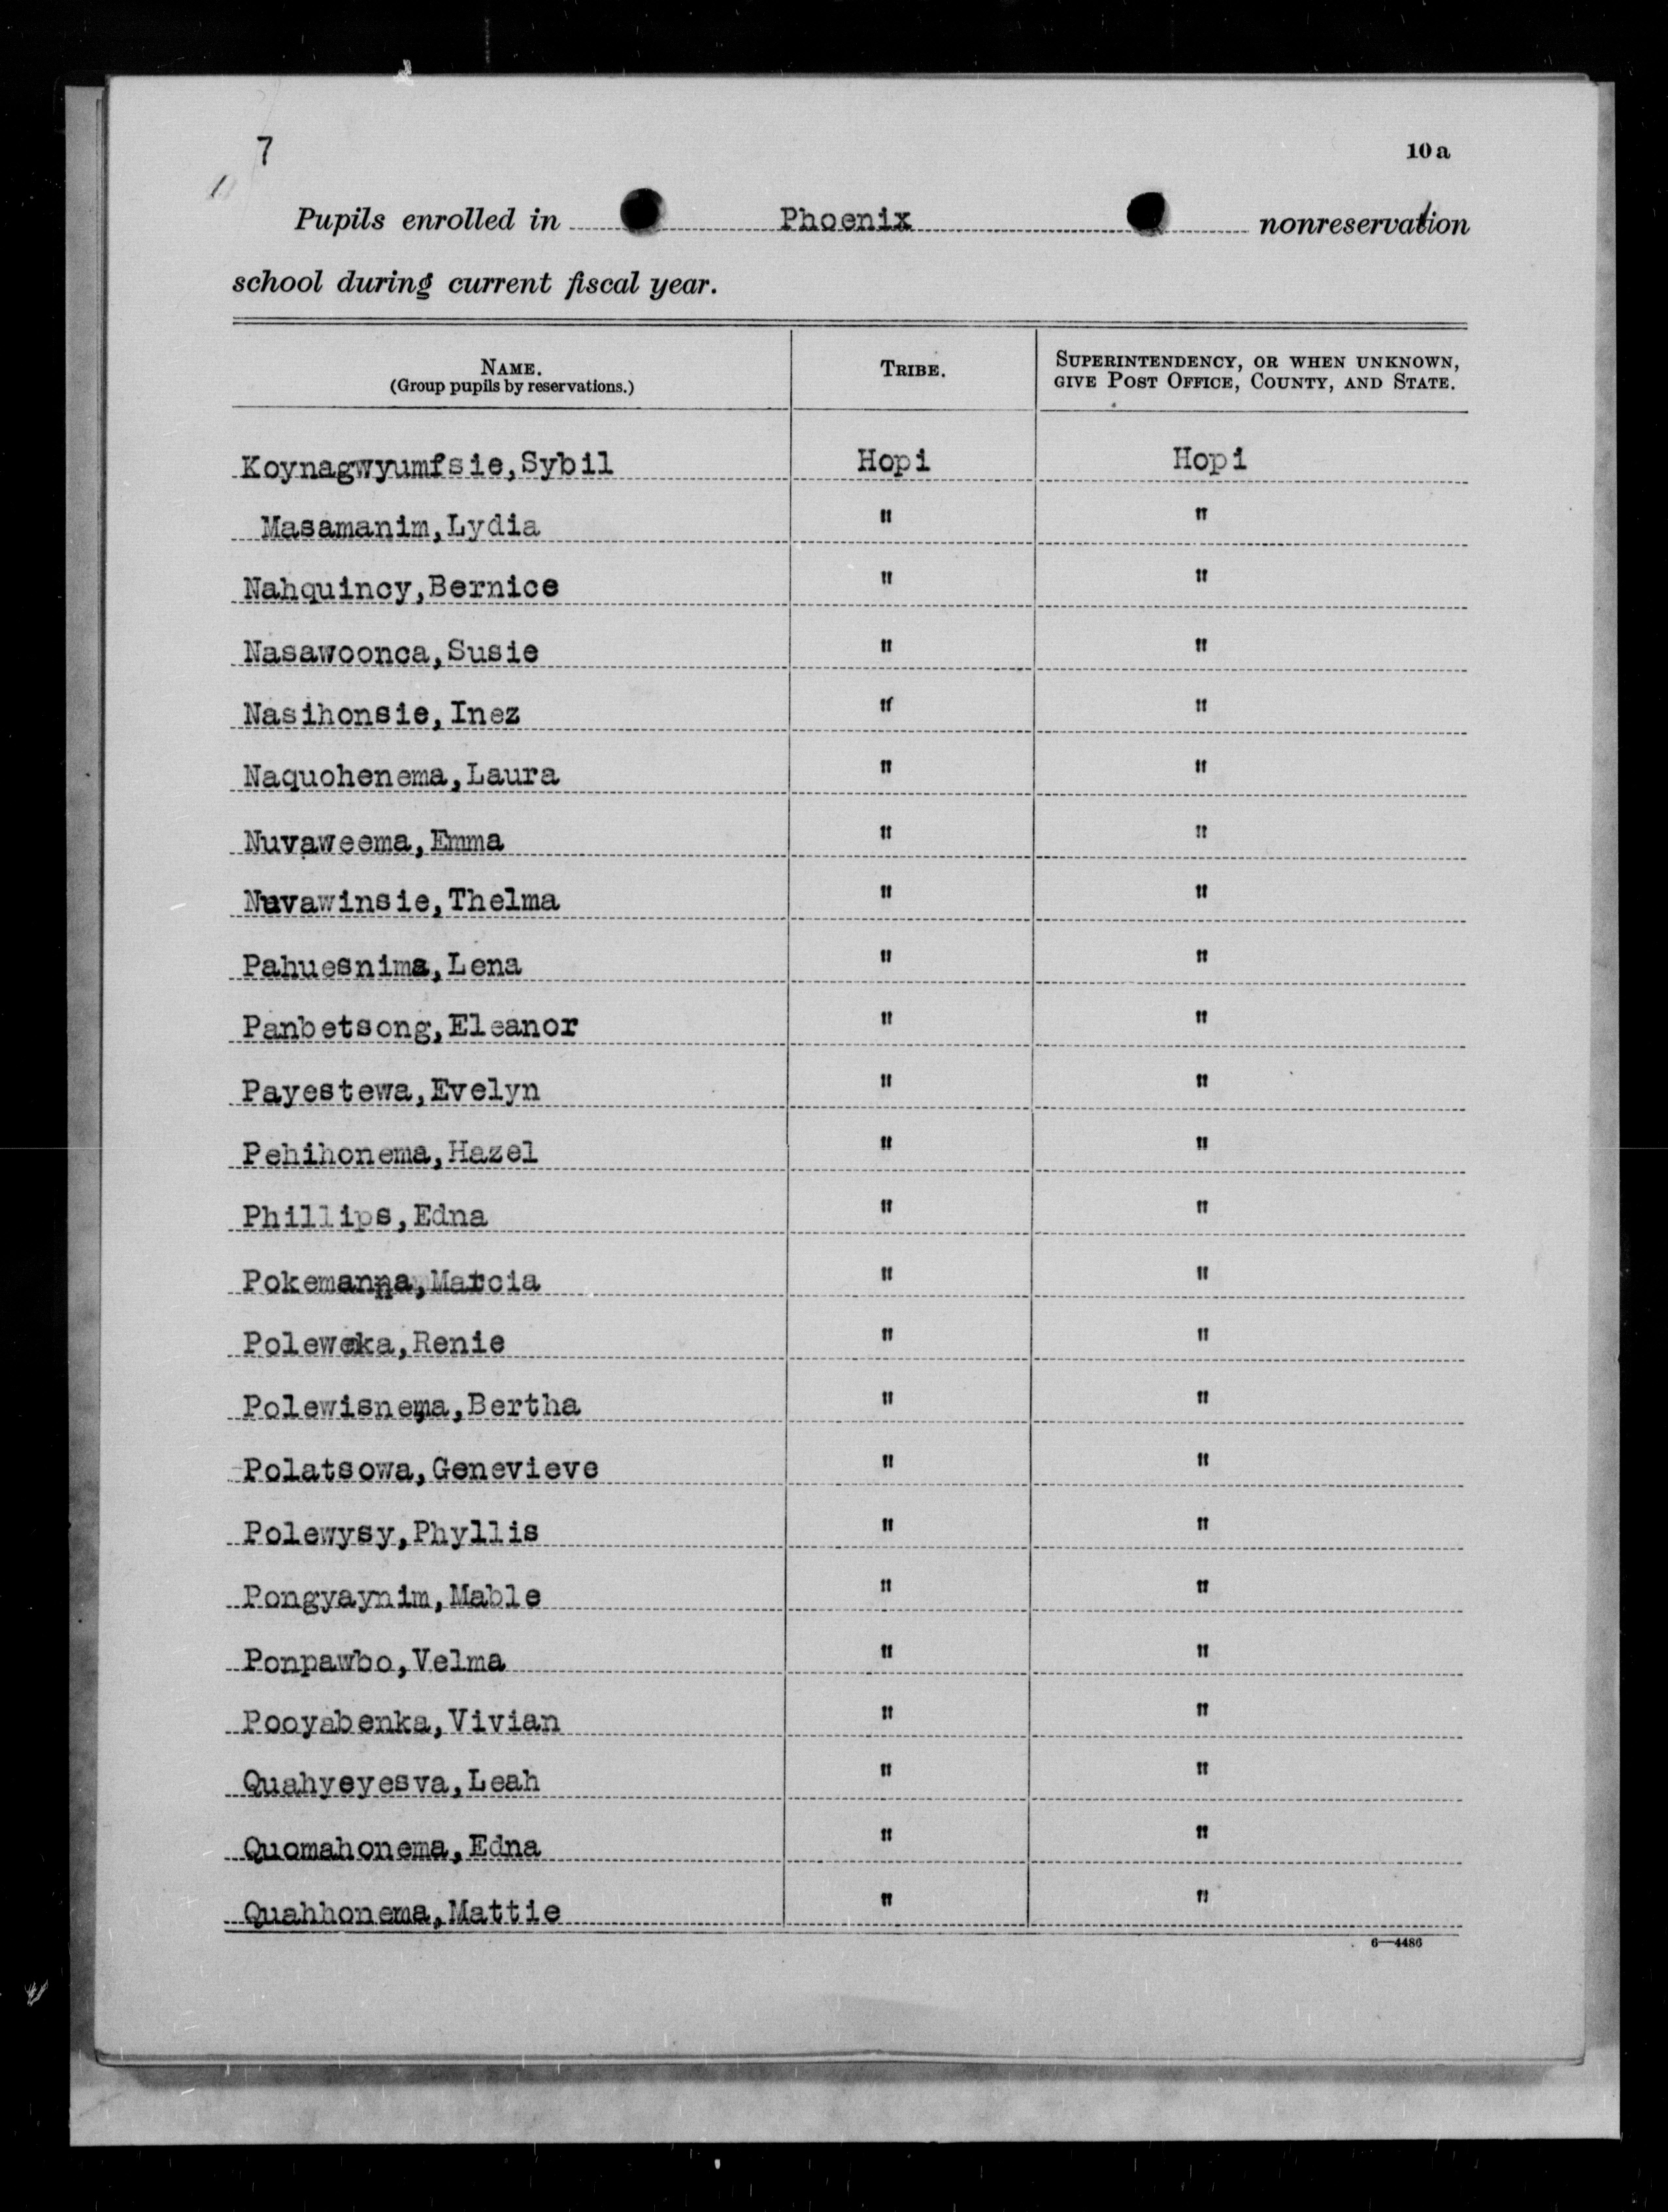 7
10a
Pupils enrolled in Phoenix nonreservation
school during current fiscal year.
NAME.
(Group pupils by reservations.)
TRIBE.
SUPERINTENDENCY, OR WHEN UNKNOWN,
GIVE POST OFFICE, COUNTY, AND STATE.
Koynagwyumfsie,Sybil Hopi Hopi
Masamanim,Lydia " "
Nahquincy,Bernice " "
Nasawoonca,Susie " "
Nasihonsie,Inez " "
Naquohenema,Laura " "
Nuvaweema,Emma " "
Nuvawinsie,Thelma " "
Pahuesnima,Lena " "
Panbetsong,Eleanor " "
Payestewa,Evelyn " "
Pehihonema,Hazel " "
Phillips,Edna " "
Pokemanna,Marcia " "
Poleweka,Renie " "
Polewisnema,Bertha " "
Polatsowa,Genevieve " "
Polewysy,Phyllis " "
Pongyaynim,Mable " "
Ponpawbo,Velma " "
Pooyabenka,Vivian " "
Quahyeyesva,Leah " "
Quomahonema,Edna " "
Quahhonema,Mattie " "
6—4486